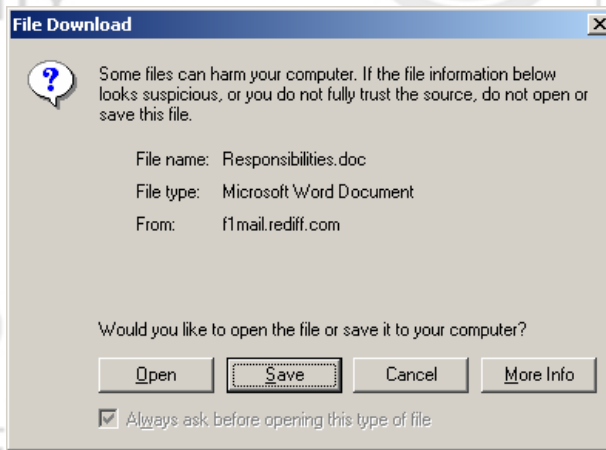 File Download
Some files can harm your computer. If the file information below
looks suspicious, or you do not fully trust the source, do not open or
save this file.
File name: Responsibilities.doc
File type: Microsoft Word Document
From: f1mail.rediff.com
Would you like to open the file or save it to your computer?
Open Save Cancel More Info
Always ask before opening this type of file